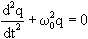 d²q/dt² + ω₀²q = 0